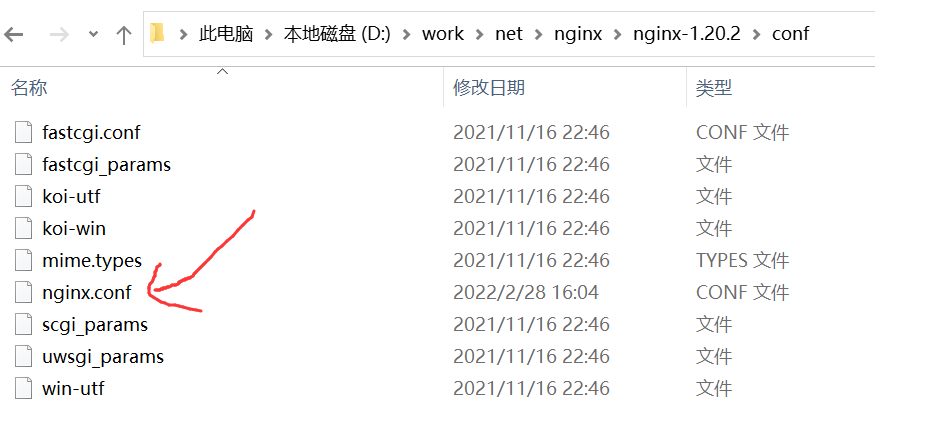 此电脑 > 本地磁盘 (D:) > work > net > nginx > nginx-1.20.2 > conf
名称 修改日期 类型
fastcgi.conf 2021/11/16 22:46 CONF 文件
fastcgi_params 2021/11/16 22:46 文件
koi-utf 2021/11/16 22:46 文件
koi-win 2021/11/16 22:46 文件
mime.types 2021/11/16 22:46 TYPES 文件
nginx.conf 2022/2/28 16:04 CONF 文件
scgi_params 2021/11/16 22:46 文件
uwsgi_params 2021/11/16 22:46 文件
win-utf 2021/11/16 22:46 文件